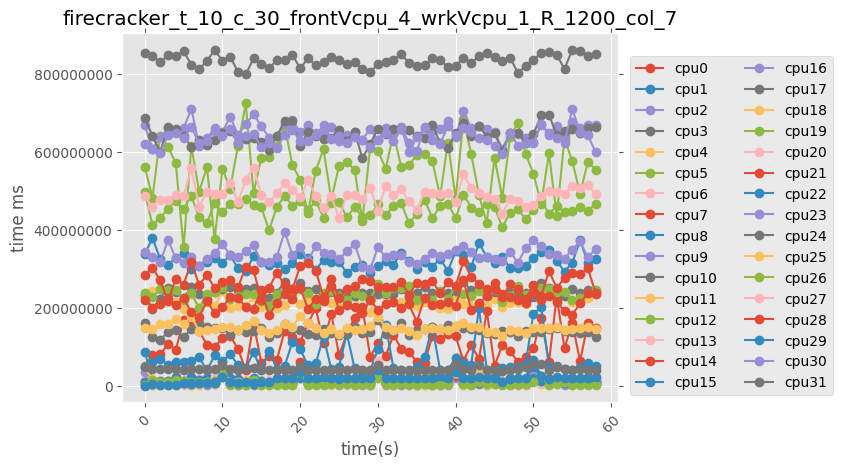 firecracker_t_10_c_30_frontVcpu_4_wrkVcpu_1_R_1200_col_7
800000000
600000000
400000000
200000000
0
time ms
0
10
20
30
40
50
60
time(s)
cpu0
cpu1
cpu2
cpu3
cpu4
cpu5
cpu6
cpu7
cpu8
cpu9
cpu10
cpu11
cpu12
cpu13
cpu14
cpu15
cpu16
cpu17
cpu18
cpu19
cpu20
cpu21
cpu22
cpu23
cpu24
cpu25
cpu26
cpu27
cpu28
cpu29
cpu30
cpu31